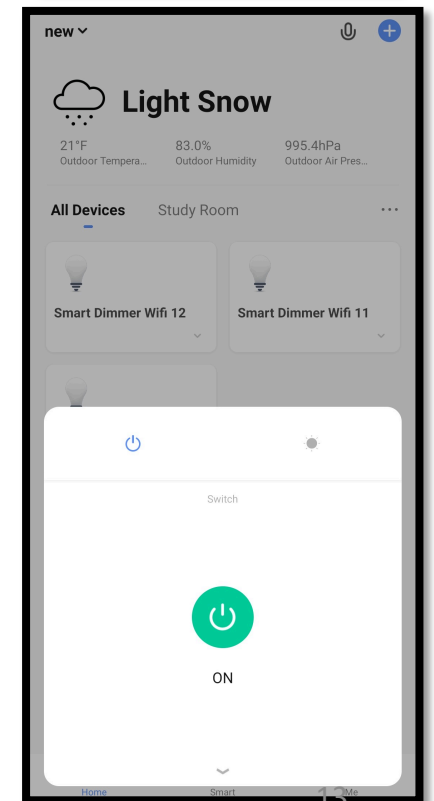 new
Light Snow
21°F 83.0% 995.4hPa
Outdoor Tempera... Outdoor Humidity Outdoor Air Pres...
All Devices Study Room
Smart Dimmer Wifi 12 Smart Dimmer Wifi 11
Switch
ON
Home Smart Me
13